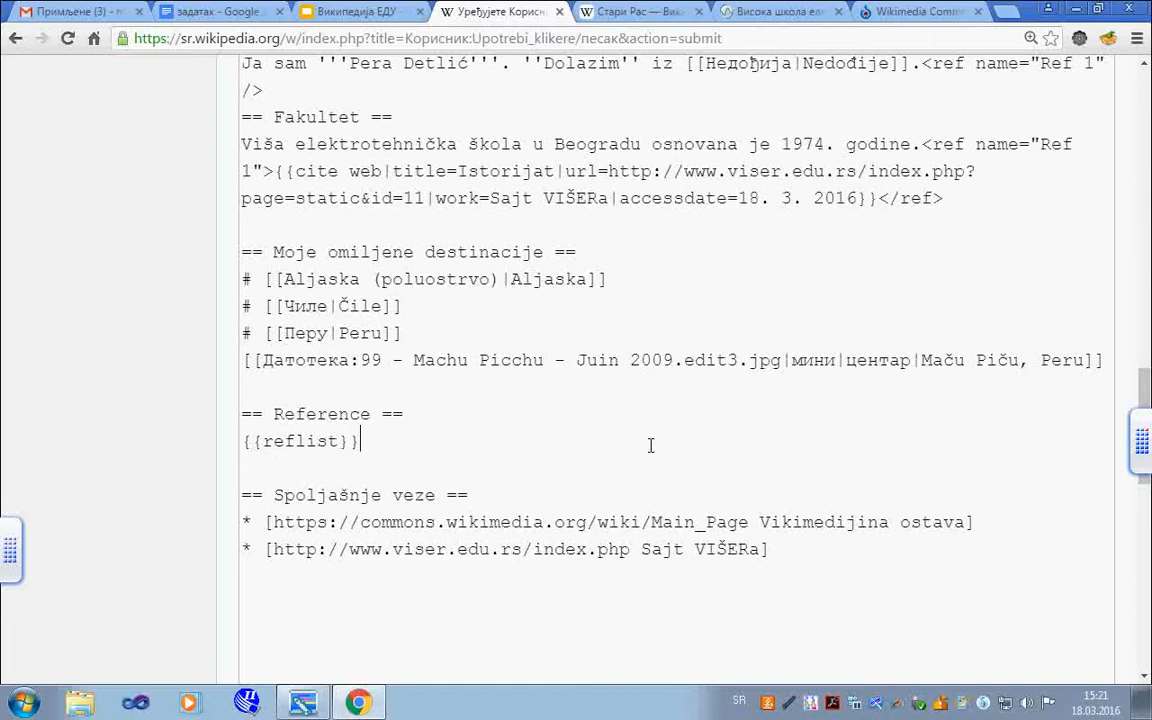 Примљене (3) - n
задатак - Google
Википедија ЕДУ -
Уређујете Корисн
Стари Рас — Вики
Висока школа ели
Wikimedia Comm
https://sr.wikipedia.org/w/index.php?title=Корисник:Upotrebi_klikere/песак&action=submit
Ja sam '''Pera Detlić'''. ''Dolazim'' iz [[Недођија|Nedođije]].<ref name="Ref 1"
/>
== Fakultet ==
Viša elektrotehnička škola u Beogradu osnovana je 1974. godine.<ref name="Ref
1">{{cite web|title=Istorijat|url=http://www.viser.edu.rs/index.php?
page=static&id=11|work=Sajt VIŠERa|accessdate=18. 3. 2016}}</ref>
== Moje omiljene destinacije ==
# [[Aljaska (poluostrvo)|Aljaska]]
# [[Чиле|Čile]]
# [[Перу|Peru]]
[[Датотека:99 - Machu Picchu - Juin 2009.edit3.jpg|мини|центар|Maču Piču, Peru]]
== Reference ==
{{reflist}}
== Spoljašnje veze ==
* [https://commons.wikimedia.org/wiki/Main_Page Vikimedijina ostava]
* [http://www.viser.edu.rs/index.php Sajt VIŠERa]
SR
15:21
18.03.2016